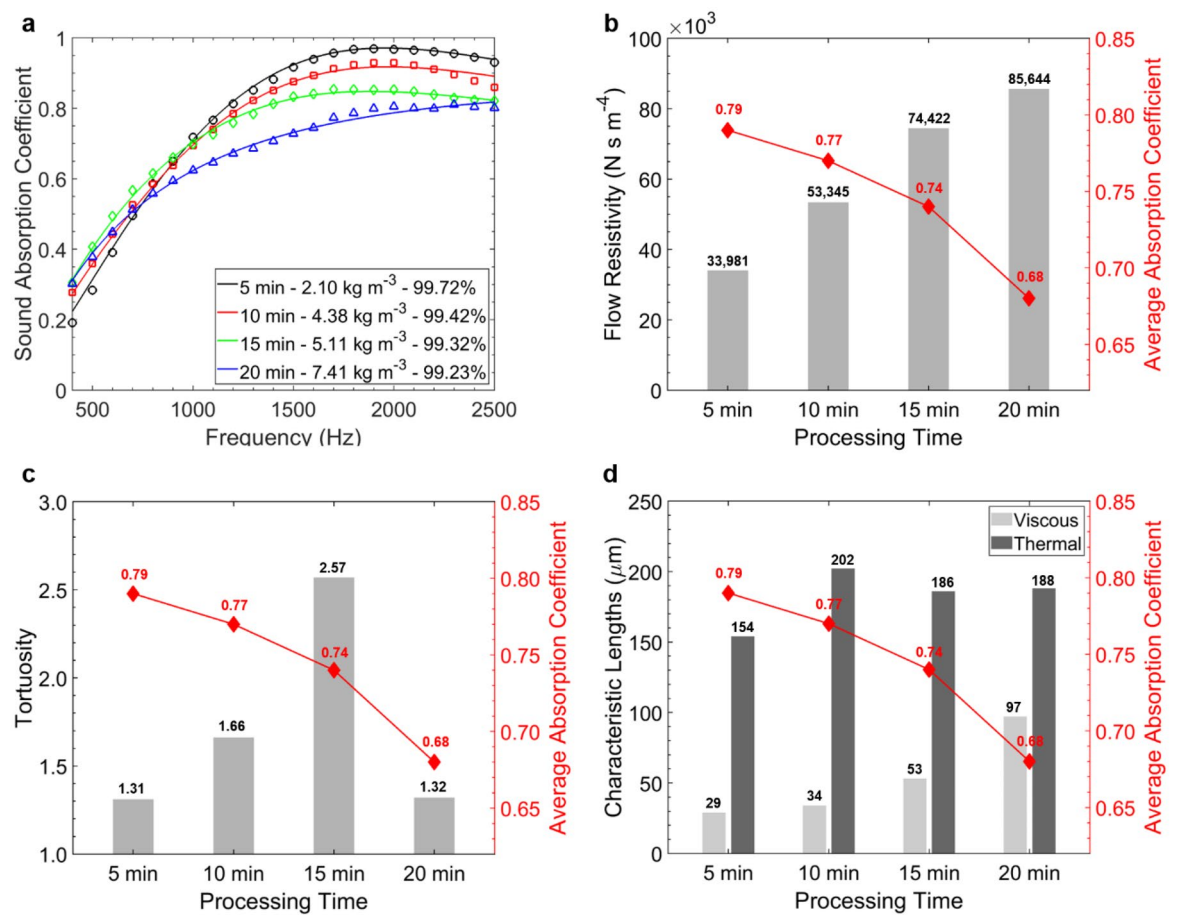 a
Sound Absorption Coefficient
1
0.8
0.6
0.4
0.2
0
500
1000
1500
2000
2500
Frequency (Hz)
5 min - 2.10 kg m⁻³ - 99.72%
10 min - 4.38 kg m⁻³ - 99.42%
15 min - 5.11 kg m⁻³ - 99.32%
20 min - 7.41 kg m⁻³ - 99.23%
b
×10³
Flow Resistivity (N s m⁻⁴)
100
80
60
40
20
0
33,981
53,345
74,422
85,644
0.79
0.77
0.74
0.68
5 min
10 min
15 min
20 min
Processing Time
0.85
0.80
0.75
0.70
0.65
Average Absorption Coefficient
c
Tortuosity
3.0
2.5
2.0
1.5
1.0
1.31
1.66
2.57
1.32
0.79
0.77
0.74
0.68
5 min
10 min
15 min
20 min
Processing Time
0.85
0.80
0.75
0.70
0.65
Average Absorption Coefficient
d
Characteristic Lengths (μm)
250
200
150
100
50
0
Viscous
Thermal
29
154
34
202
53
186
97
188
0.79
0.77
0.74
0.68
5 min
10 min
15 min
20 min
Processing Time
0.85
0.80
0.75
0.70
0.65
Average Absorption Coefficient